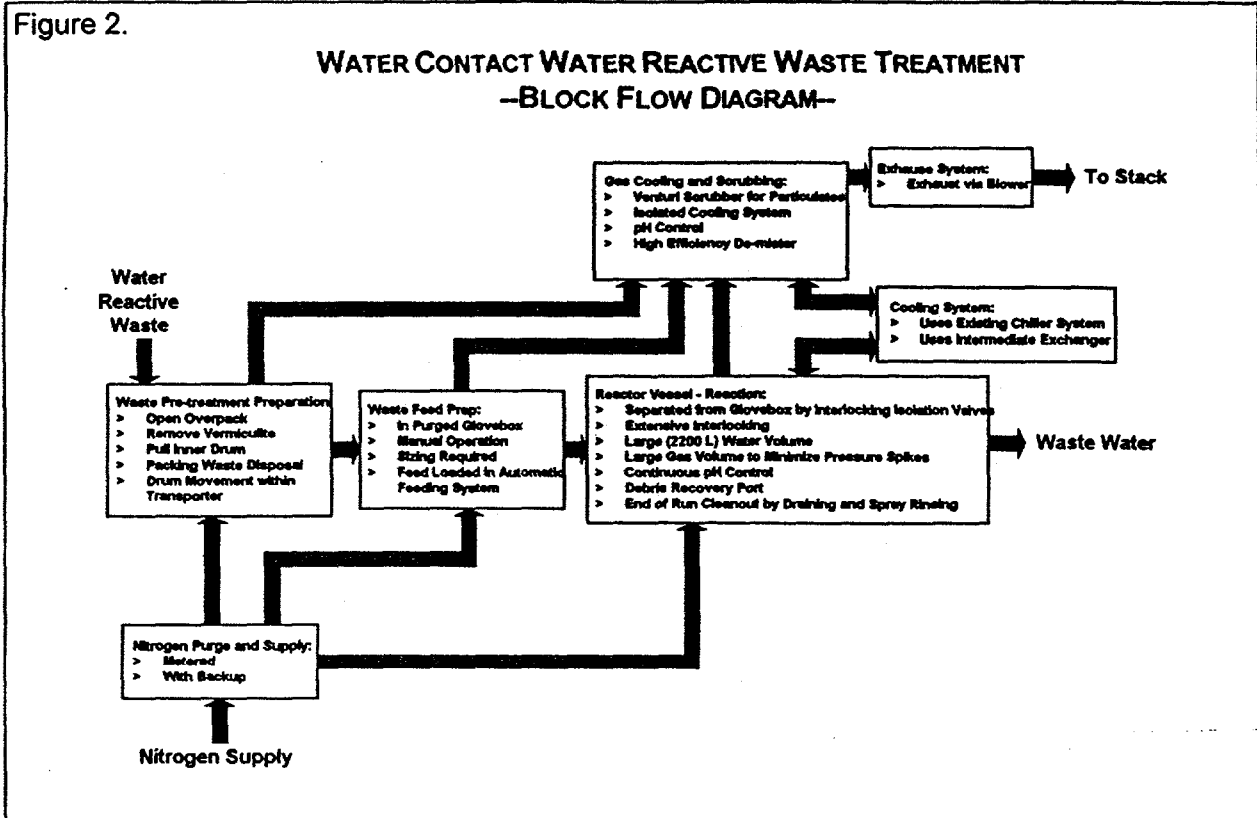 Figure 2.
WATER CONTACT WATER REACTIVE WASTE TREATMENT
--BLOCK FLOW DIAGRAM--
Gas Cooling and Scrubbing:
> Venturi Scrubber for Particulates
> Isolated Cooling System
> pH Control
> High Efficiency De-mister
Exhause System:
> Exhaust via Blower
To Stack
Water
Reactive
Waste
Cooling System:
> Uses Existing Chiller System
> Uses Intermediate Exchanger
Waste Pre-treatment Preparation
> Open Overpack
> Remove Vermiculite
> Pull Inner Drum
> Packing Waste Disposal
> Drum Movement within
Transporter
Waste Feed Prep:
> In Purged Glovebox
> Manual Operation
> Sizing Required
> Feed Loaded in Automatic
Feeding System
Reactor Vessel - Reaction:
> Separated from Glovebox by Interlocking Isolation Valves
> Extensive Interlocking
> Large (2200 L) Water Volume
> Large Gas Volume to Minimize Pressure Spikes
> Continuous pH Control
> Debris Recovery Port
> End of Run Cleanout by Draining and Spray Rinsing
Waste Water
Nitrogen Purge and Supply:
> Metered
> With Backup
Nitrogen Supply